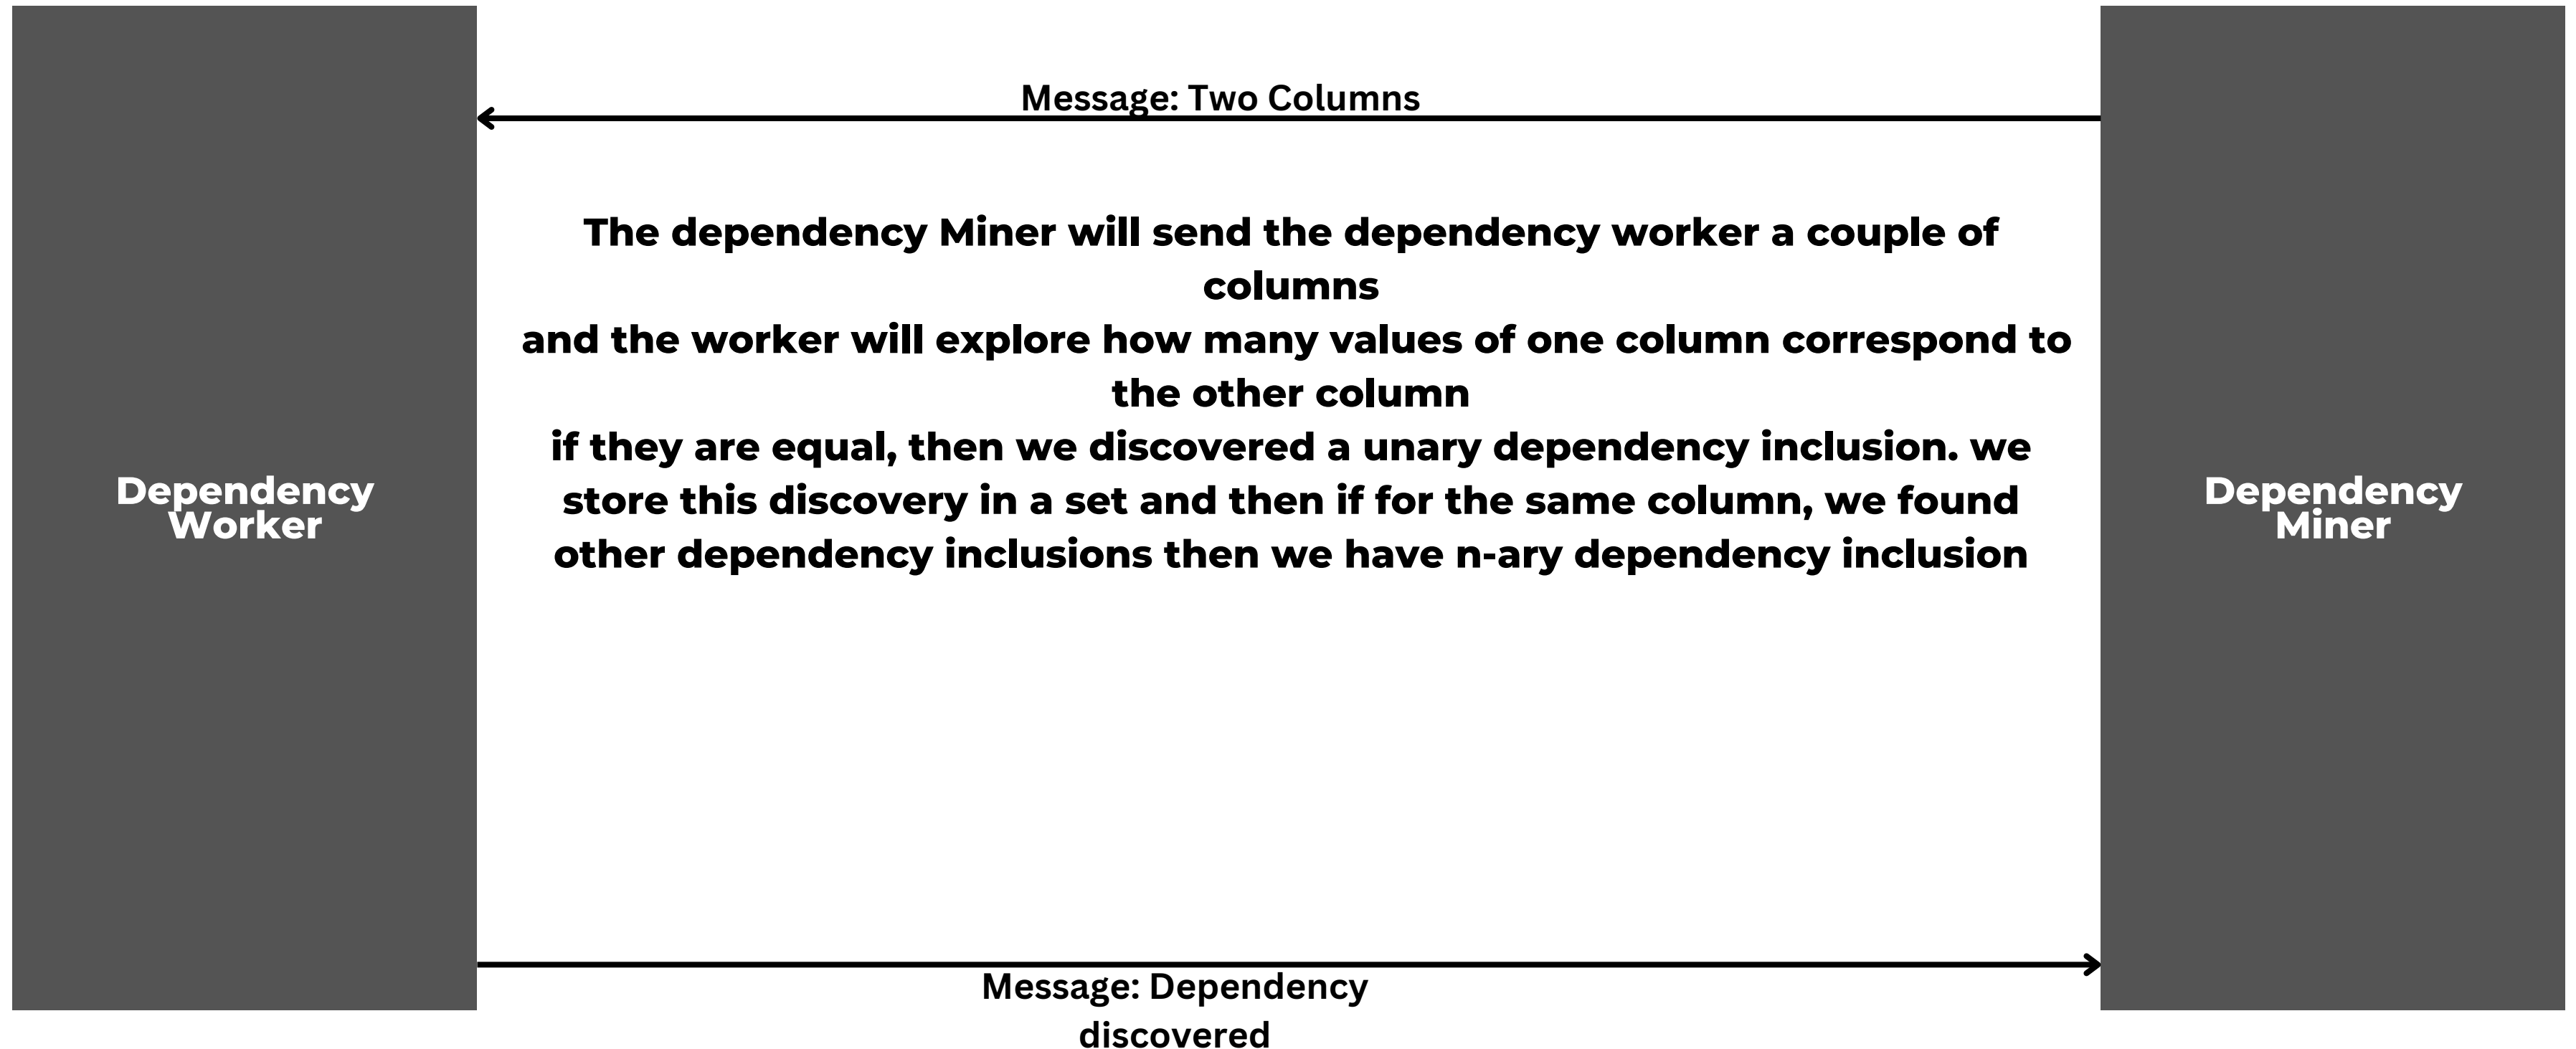 Message: Two Columns
The dependency Miner will send the dependency worker a couple of
columns
and the worker will explore how many values of one column correspond to
the other column
if they are equal, then we discovered a unary dependency inclusion. we
store this discovery in a set and then if for the same column, we found
other dependency inclusions then we have n-ary dependency inclusion
Dependency
Worker
Dependency
Miner
Message: Dependency
discovered